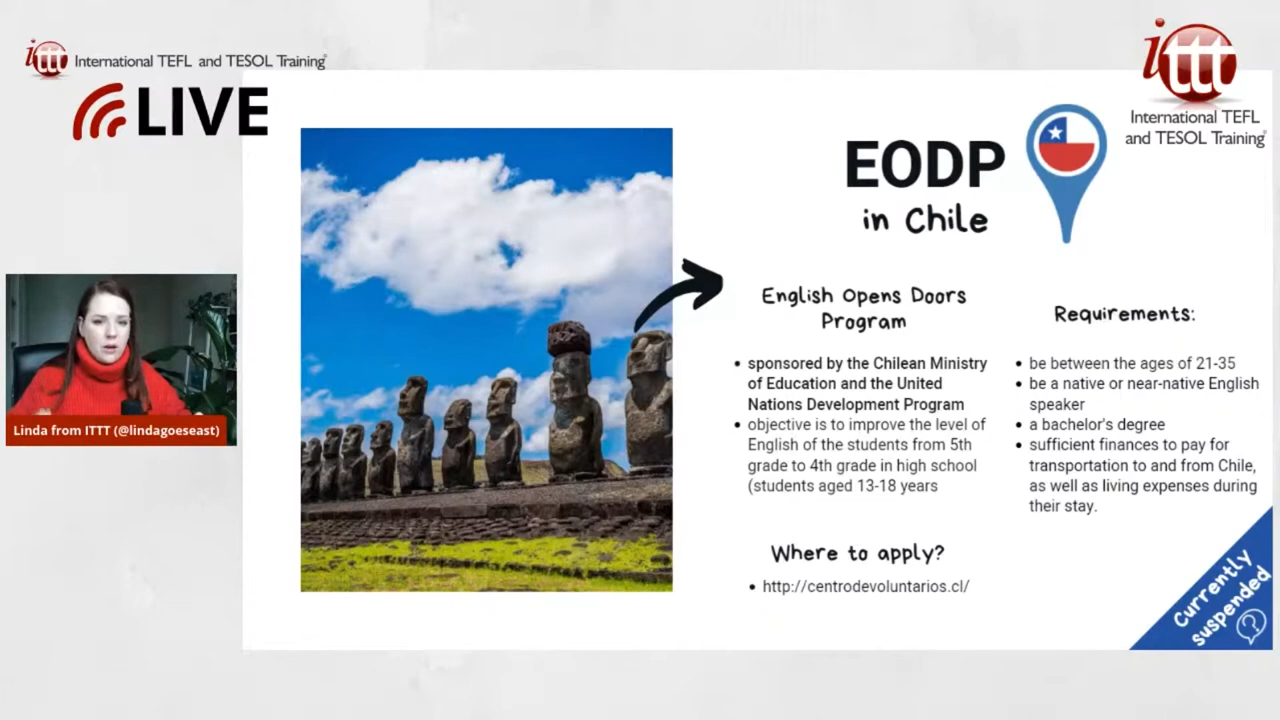 ittt International TEFL and TESOL Training
LIVE
ittt
International TEFL
and TESOL Training
EODP
in Chile
English Opens Doors
Program
• sponsored by the Chilean Ministry
of Education and the United
Nations Development Program
• objective is to improve the level of
English of the students from 5th
grade to 4th grade in high school
(students aged 13-18 years
Where to apply?
• http://centrodevoluntarios.cl/
Requirements:
• be between the ages of 21-35
• be a native or near-native English
speaker
• a bachelor's degree
• sufficient finances to pay for
transportation to and from Chile,
as well as living expenses during
their stay.
Currently
suspended
?
Linda from ITTT (@lindagoeseast)